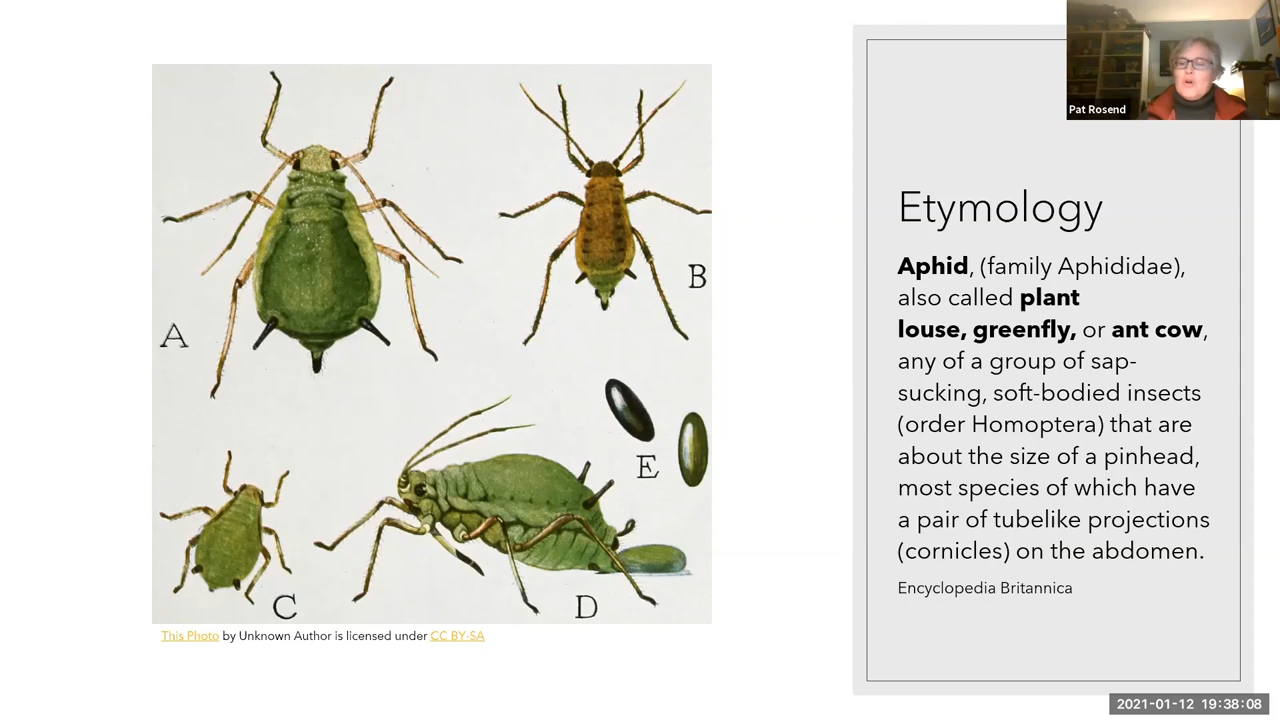 A
B
C
D
E
This Photo by Unknown Author is licensed under CC BY-SA
Pat Rosend
Etymology
Aphid, (family Aphididae),
also called plant
louse, greenfly, or ant cow,
any of a group of sap-
sucking, soft-bodied insects
(order Homoptera) that are
about the size of a pinhead,
most species of which have
a pair of tubelike projections
(cornicles) on the abdomen.
Encyclopedia Britannica
2021-01-12 19:38:08